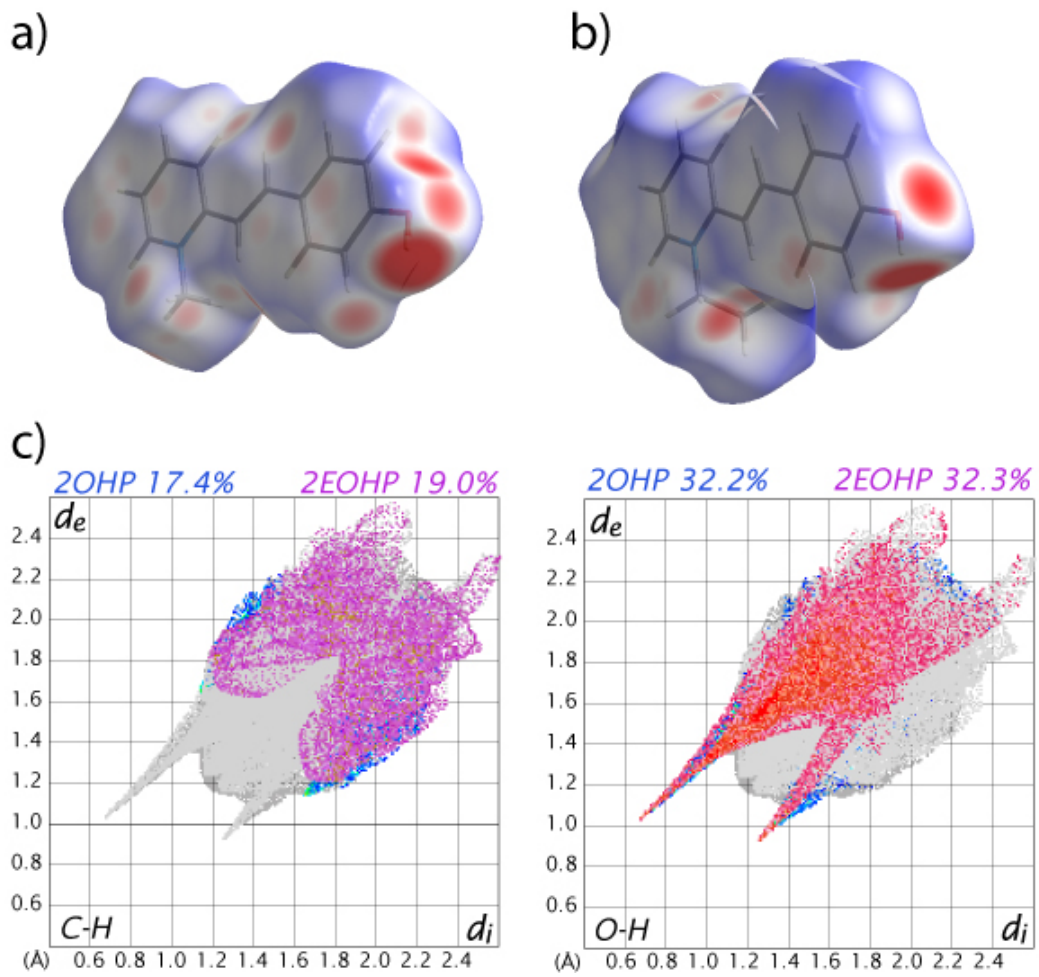 a)
b)
c)
2OHP 17.4% 2EOHP 19.0%
de
2.4
2.2
2.0
1.8
1.6
1.4
1.2
1.0
0.8
0.6
C-H di
(Å) 0.6 0.8 1.0 1.2 1.4 1.6 1.8 2.0 2.2 2.4
2OHP 32.2% 2EOHP 32.3%
de
2.4
2.2
2.0
1.8
1.6
1.4
1.2
1.0
0.8
0.6
O-H di
(Å) 0.6 0.8 1.0 1.2 1.4 1.6 1.8 2.0 2.2 2.4